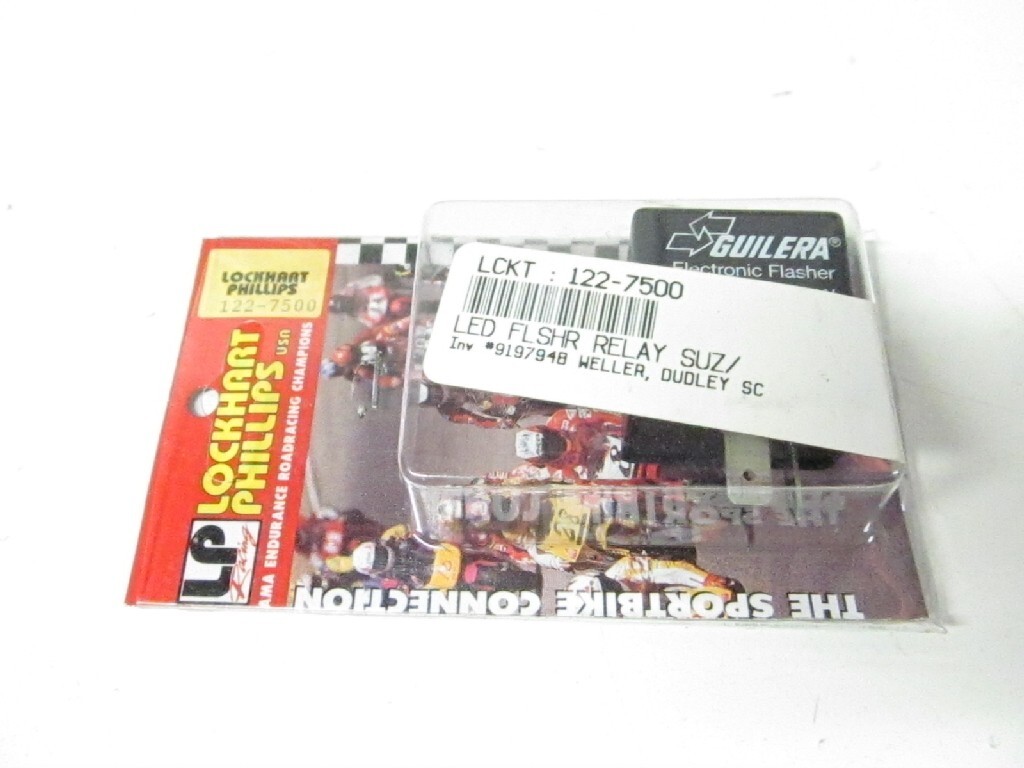 LOCKHART
PHILLIPS
122-7500
LOCKHART
PHILLIPS USA
AMA ENDURANCE ROADRACING CHAMPIONS
LP
Racing
GUILERA®
Electronic Flasher
LCKT : 122-7500
LED FLSHR RELAY SUZ/
Inv #9197948 WELLER, DUDLEY SC
THE SPORTBIKE CONNECTION